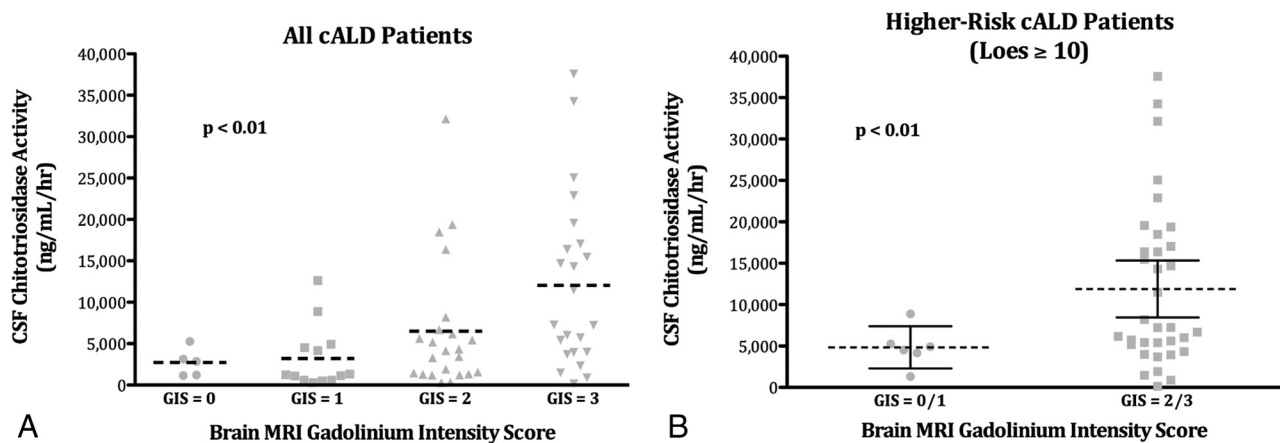 All cALD Patients
CSF Chitotriosidase Activity
(ng/mL/hr)
40,000
35,000
30,000
25,000
20,000
15,000
10,000
5,000
0
p < 0.01
GIS = 0
GIS = 1
GIS = 2
GIS = 3
Brain MRI Gadolinium Intensity Score
A
Higher-Risk cALD Patients
(Loes ≥ 10)
CSF Chitotriosidase Activity
(ng/mL/hr)
40,000
35,000
30,000
25,000
20,000
15,000
10,000
5,000
0
p < 0.01
GIS = 0/1
GIS = 2/3
Brain MRI Gadolinium Intensity Score
B